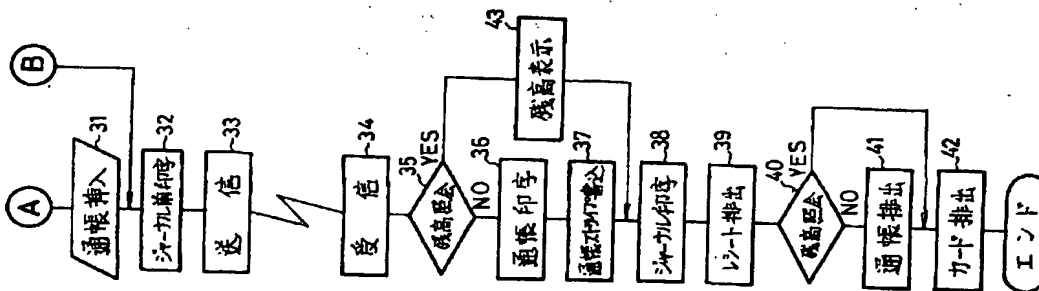 A
B
通帳挿入
31
ジャーナル前印字
32
送信
33
受信
34
残高照会
35
YES
NO
通帳印字
36
残高表示
43
通帳ストライプ書込
37
ジャーナル印字
38
レシート排出
39
残高照会
40
YES
NO
通帳排出
41
カード排出
42
エンド